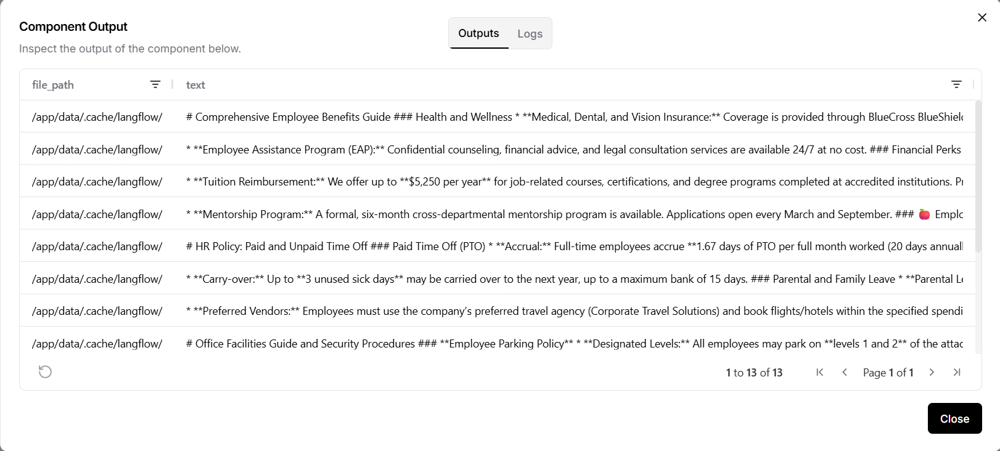 Component Output
Outputs Logs
Inspect the output of the component below.
file_path text
/app/data/.cache/langflow/ # Comprehensive Employee Benefits Guide ### Health and Wellness * **Medical, Dental, and Vision Insurance:** Coverage is provided through BlueCross BlueShield
/app/data/.cache/langflow/ * **Employee Assistance Program (EAP):** Confidential counseling, financial advice, and legal consultation services are available 24/7 at no cost. ### Financial Perks
/app/data/.cache/langflow/ * **Tuition Reimbursement:** We offer up to **$5,250 per year** for job-related courses, certifications, and degree programs completed at accredited institutions. Pr
/app/data/.cache/langflow/ * **Mentorship Program:** A formal, six-month cross-departmental mentorship program is available. Applications open every March and September. ### 🍎 Emplo
/app/data/.cache/langflow/ # HR Policy: Paid and Unpaid Time Off ### Paid Time Off (PTO) * **Accrual:** Full-time employees accrue **1.67 days of PTO per full month worked (20 days annuall
/app/data/.cache/langflow/ * **Carry-over:** Up to **3 unused sick days** may be carried over to the next year, up to a maximum bank of 15 days. ### Parental and Family Leave * **Parental Le
/app/data/.cache/langflow/ * **Preferred Vendors:** Employees must use the company’s preferred travel agency (Corporate Travel Solutions) and book flights/hotels within the specified spendi
/app/data/.cache/langflow/ # Office Facilities Guide and Security Procedures ### **Employee Parking Policy** * **Designated Levels:** All employees may park on **levels 1 and 2** of the attac
1 to 13 of 13 Page 1 of 1
Close